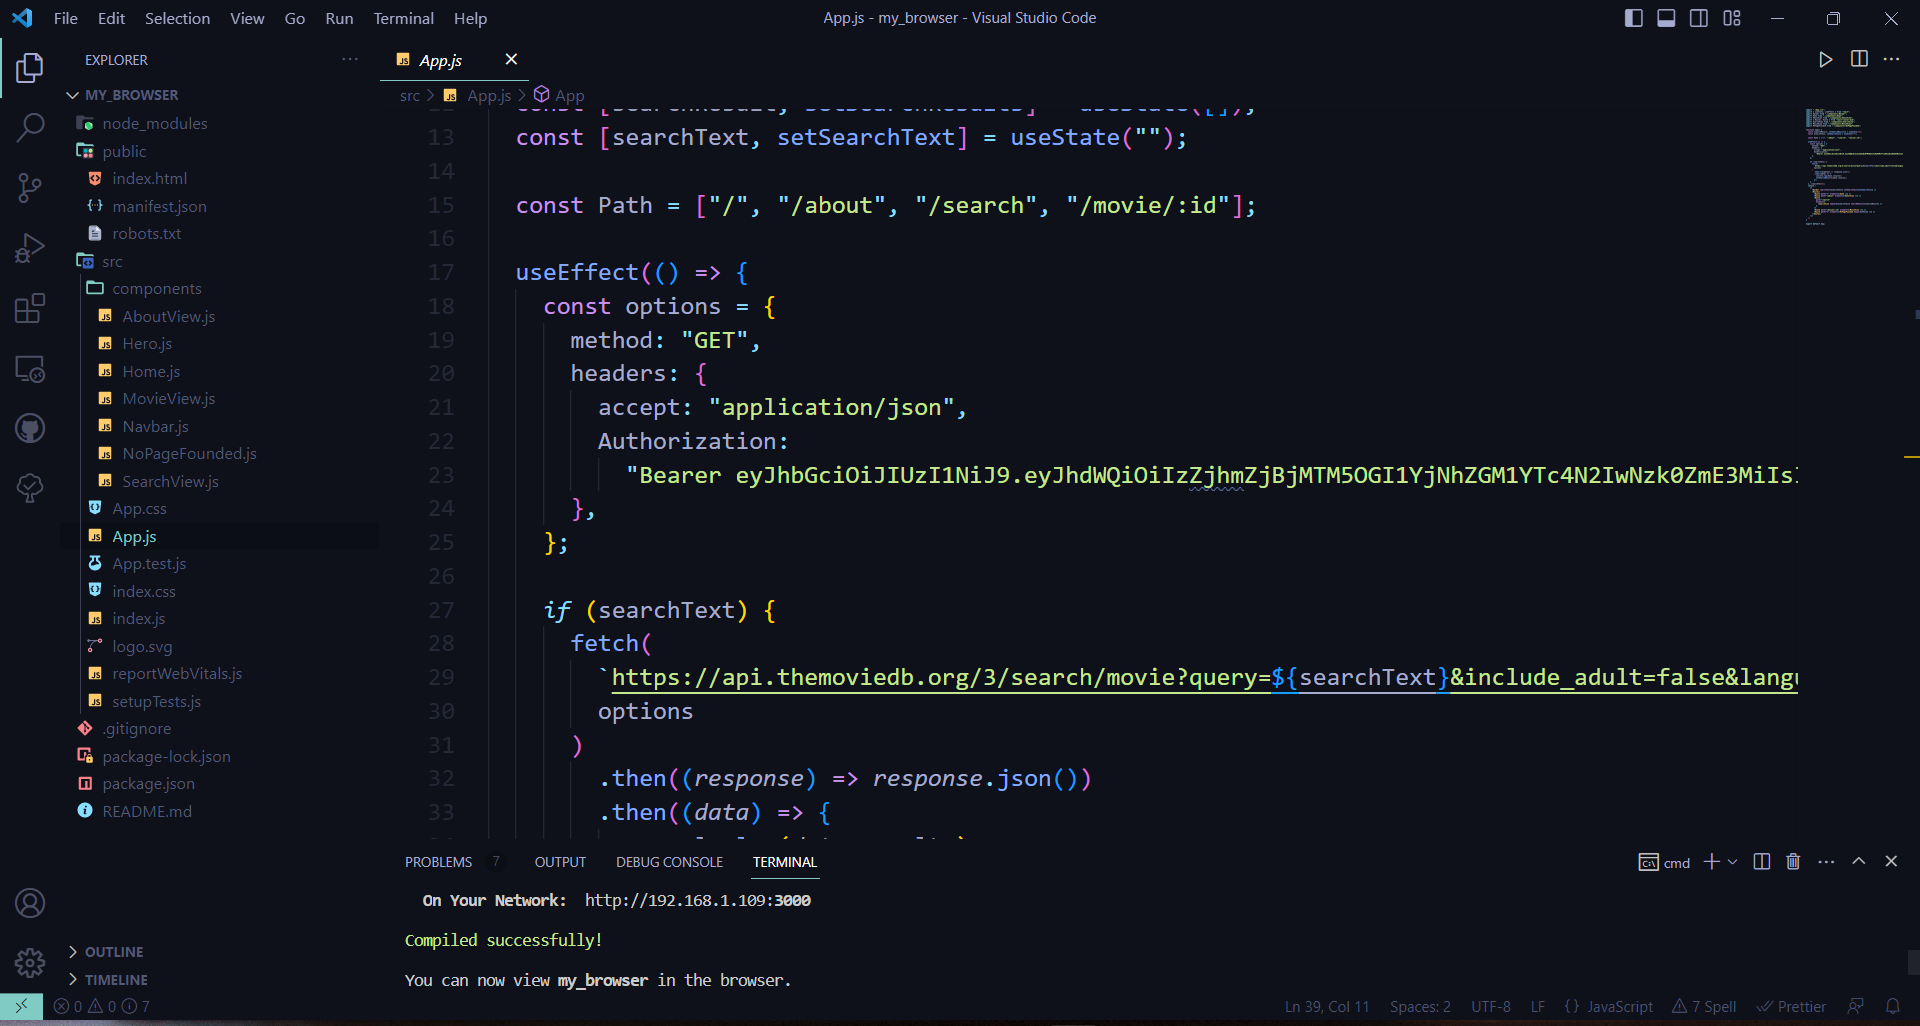 File Edit Selection View Go Run Terminal Help
App.js - my_browser - Visual Studio Code
EXPLORER
MY_BROWSER
node_modules
public
index.html
manifest.json
robots.txt
src
components
AboutView.js
Hero.js
Home.js
MovieView.js
Navbar.js
NoPageFounded.js
SearchView.js
App.css
App.js
App.test.js
index.css
index.js
logo.svg
reportWebVitals.js
setupTests.js
.gitignore
package-lock.json
package.json
README.md
OUTLINE
TIMELINE
App.js
src > App.js > App
13 const [searchText, setSearchText] = useState("");
14
15 const Path = ["/", "/about", "/search", "/movie/:id"];
16
17 useEffect(() => {
18 const options = {
19 method: "GET",
20 headers: {
21 accept: "application/json",
22 Authorization:
23 "Bearer eyJhbGciOiJIUzI1NiJ9.eyJhdWQiOiIzZjhmZjBjMTM5OGI1YjNhZGM1YTc4N2IwNzk0ZmE3MiIsI
24 },
25 };
26
27 if (searchText) {
28 fetch(
29 `https://api.themoviedb.org/3/search/movie?query=${searchText}&include_adult=false&langu
30 options
31 )
32 .then((response) => response.json())
33 .then((data) => {
PROBLEMS 7 OUTPUT DEBUG CONSOLE TERMINAL
cmd
On Your Network: http://192.168.1.109:3000
Compiled successfully!
You can now view my_browser in the browser.
0 0 7
Ln 39, Col 11 Spaces: 2 UTF-8 LF {} JavaScript 7 Spell Prettier